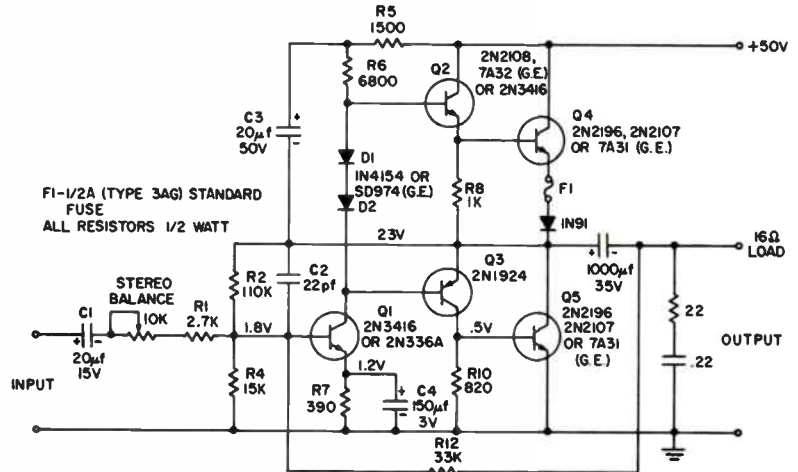 R5
1500
+50V
R6
6800
Q2
2N2108,
7A32 (G.E.)
OR 2N3416
Q4
2N2196, 2N2107
OR 7A31 (G.E.)
C3
20µf
50V
+
-
D1
IN4154 OR
SD974 (G.E.)
D2
R8
1K
F1
IN91
F1-1/2A (TYPE 3AG) STANDARD
FUSE
ALL RESISTORS 1/2 WATT
23V
+
-
1000µf
35V
16Ω
LOAD
R2
110K
C2
22pf
Q3
2N1924
STEREO
BALANCE
10K
C1
+
-
20µf
15V
R1
2.7K
1.8V
Q1
2N3416
OR 2N336A
.5V
Q5
2N2196
2N2107
OR 7A31
(G.E.)
22
.22
OUTPUT
INPUT
R4
15K
1.2V
R7
390
+
-
C4
150µf
3V
R10
820
R12
33K